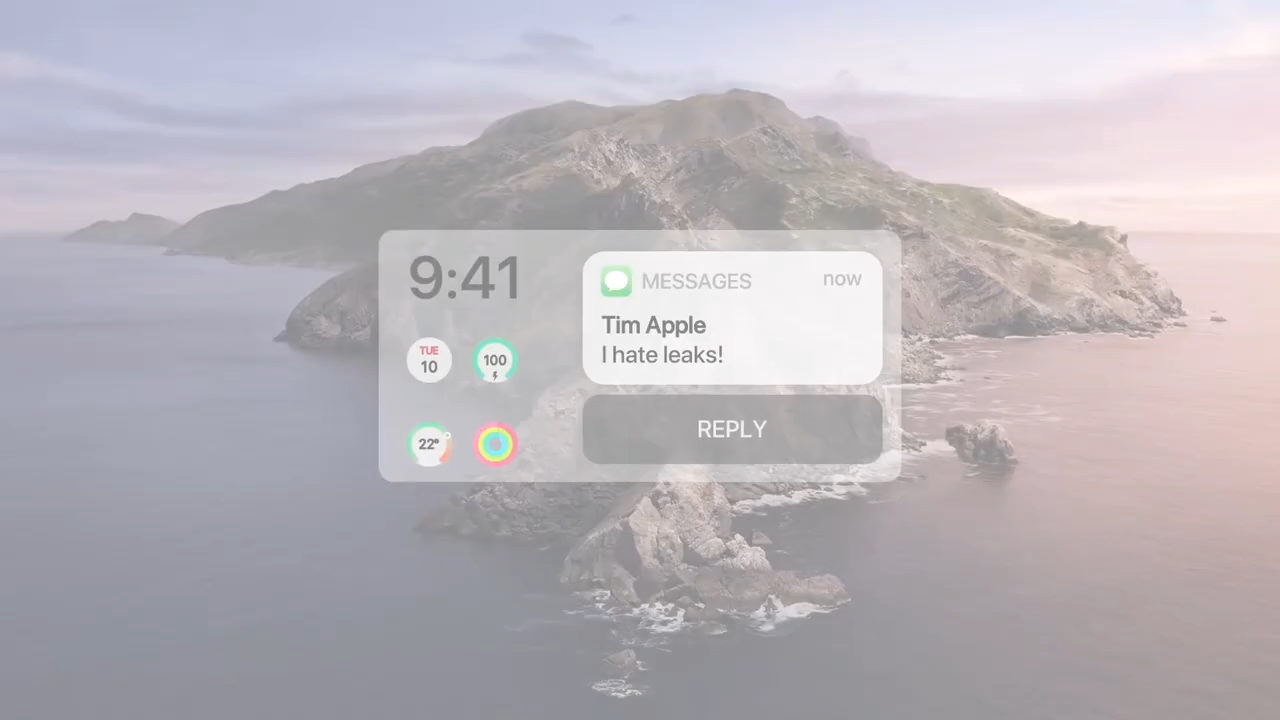 9:41
TUE
10
100
22°
MESSAGES
now
Tim Apple
I hate leaks!
REPLY